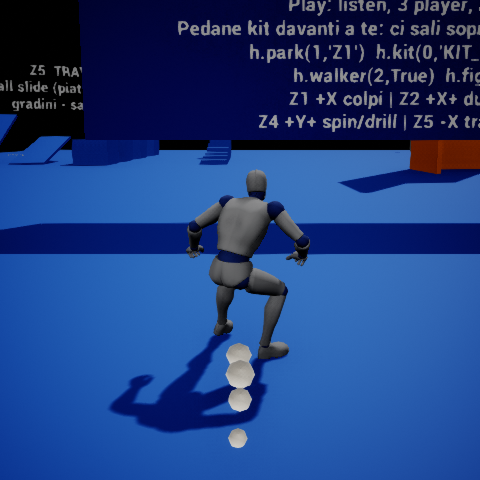 Play: listen, 3 player,
Pedane kit davanti a te: ci sali sopr
h.park(1,'Z1') h.kit(0,'KIT_
h.walker(2,True) h.fig
Z1 +X colpi | Z2 +X+ du
Z4 +Y+ spin/drill | Z5 -X tra
Z5 TRAY
all slide (piat
gradini - sa